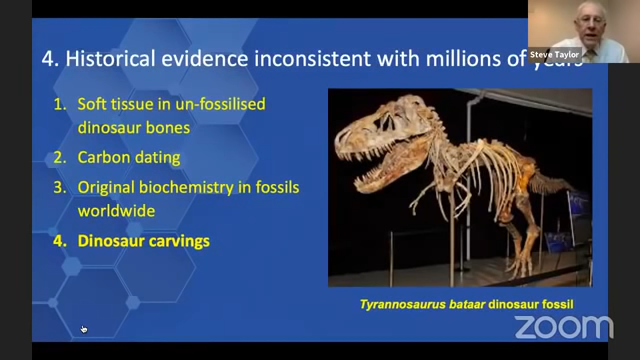 Steve Taylor
4. Historical evidence inconsistent with millions of years
1. Soft tissue in un-fossilised
dinosaur bones
2. Carbon dating
3. Original biochemistry in fossils
worldwide
4. Dinosaur carvings
Tyrannosaurus bataar dinosaur fossil
zoom